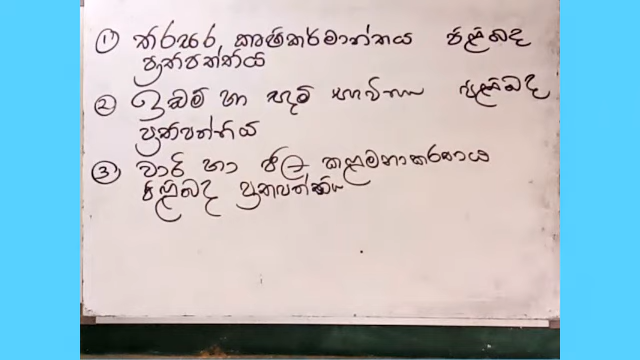 ① තිරසර කෘෂිකර්මාන්තය පිළිබඳ
ප්‍රතිපත්තිය
② ඉඩම් හා හැම් භාවිතය පිළිබඳ
ප්‍රතිපත්තිය
③ වාරි හා ජල කළමනාකරනය
පිළිබඳ ප්‍රතිපත්තිය